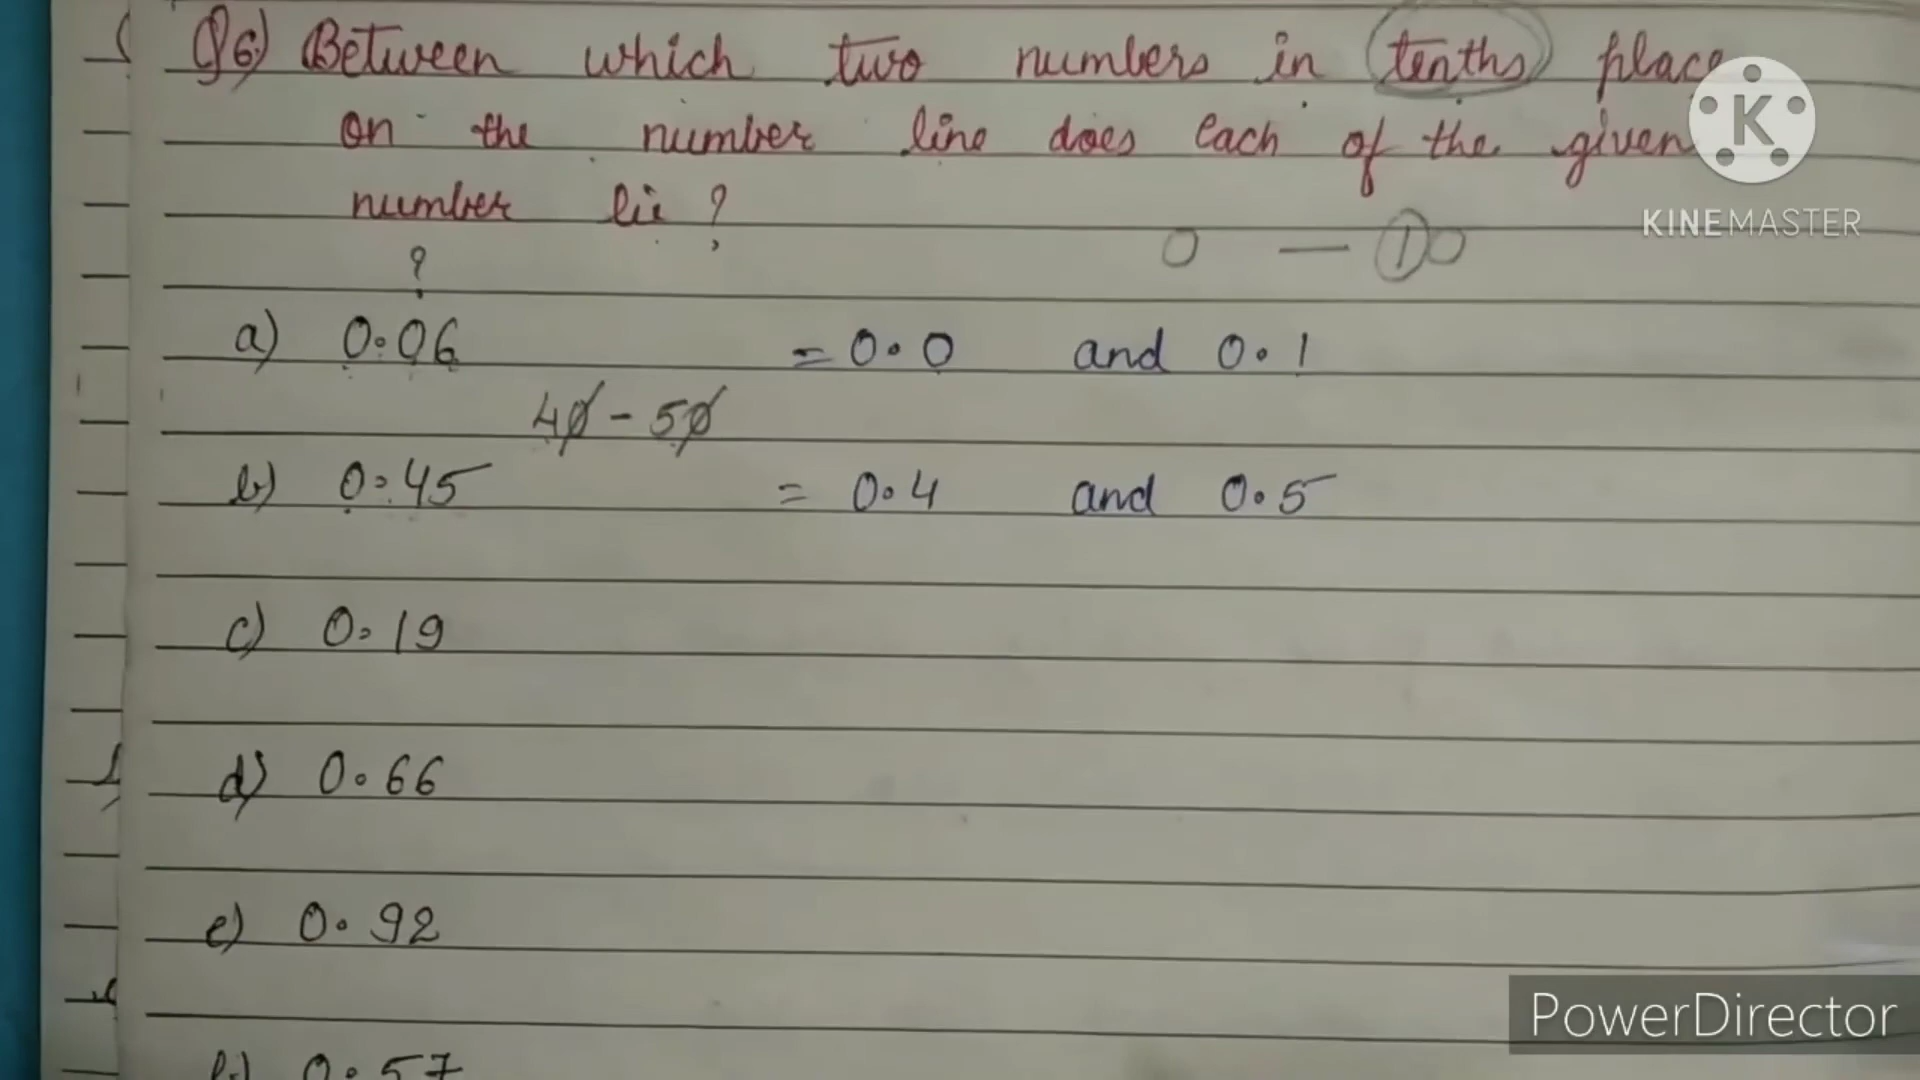 Q6) Between which two numbers in tenths place
on the number line does each of the given
number lie ?
0 — 10
?
a) 0.06 = 0.0 and 0.1
40 - 50
b) 0.45 = 0.4 and 0.5
c) 0.19
d) 0.66
e) 0.92
0.57
K
KINEMASTER
PowerDirector